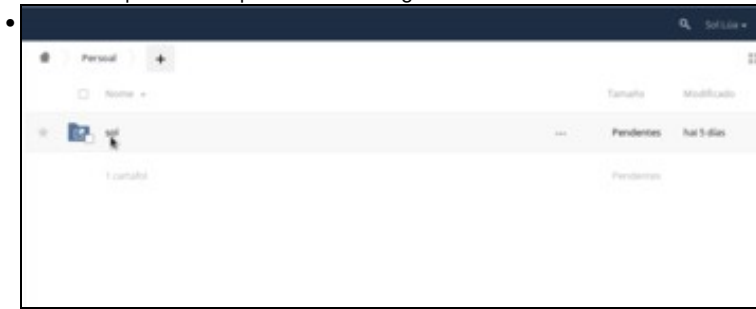 Sol Lúa
Persoal
+
Nome
Tamaño Modificado
sol ... Pendentes hai 5 días
1 cartafol Pendentes